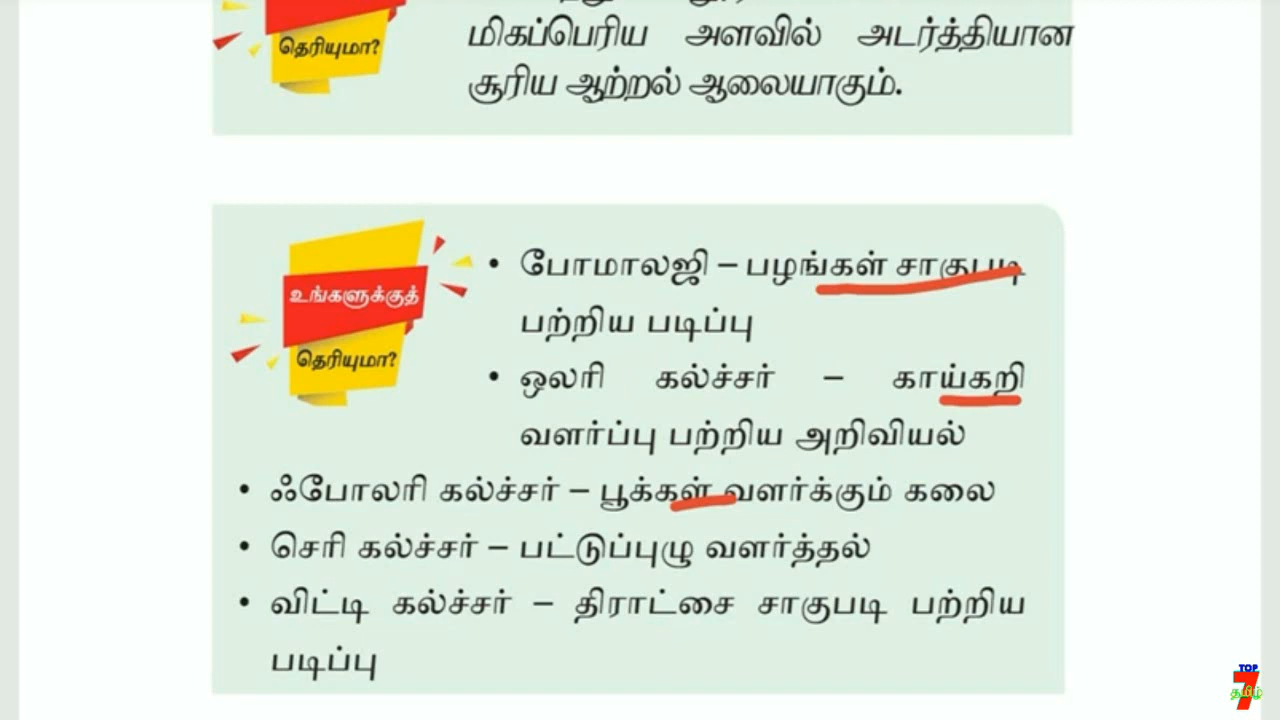 தெரியுமா?
மிகப்பெரிய அளவில் அடர்த்தியான
சூரிய ஆற்றல் ஆலையாகும்.
உங்களுக்குத்
தெரியுமா?
• போமாலஜி – பழங்கள் சாகுபடி
பற்றிய படிப்பு
• ஒலரி கல்ச்சர் – காய்கறி
வளர்ப்பு பற்றிய அறிவியல்
• ஃபோலரி கல்ச்சர் – பூக்கள் வளர்க்கும் கலை
• செரி கல்ச்சர் – பட்டுப்புழு வளர்த்தல்
• விட்டி கல்ச்சர் – திராட்சை சாகுபடி பற்றிய
படிப்பு
TOP
7
தமிழ்